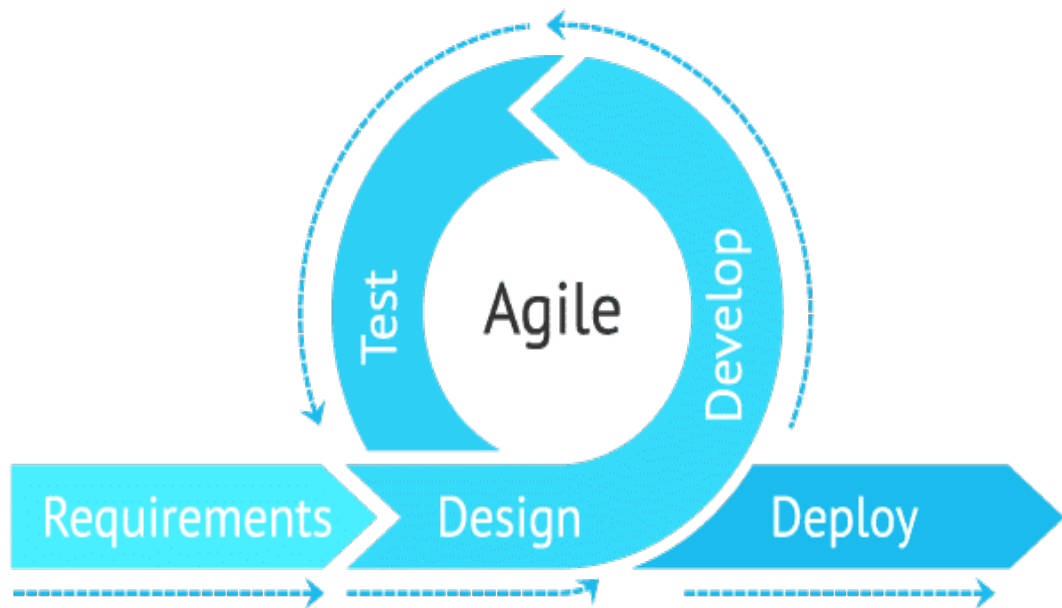 Agile
Test
Develop
Requirements
Design
Deploy